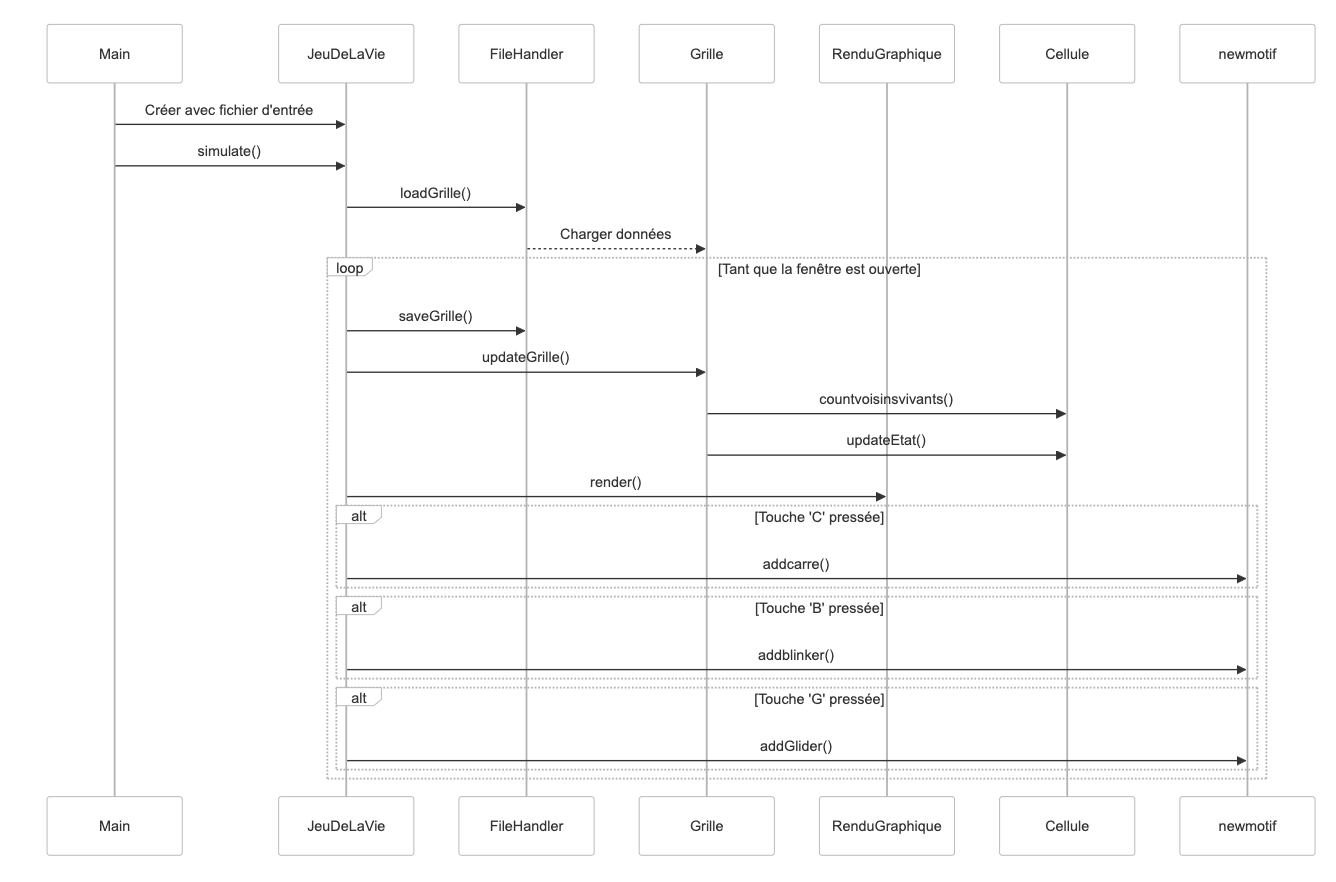 Main
JeuDeLaVie
FileHandler
Grille
RenduGraphique
Cellule
newmotif
Créer avec fichier d'entrée
simulate()
loadGrille()
Charger données
loop
[Tant que la fenêtre est ouverte]
saveGrille()
updateGrille()
countvoisinsvivants()
updateEtat()
render()
alt
[Touche 'C' pressée]
addcarre()
alt
[Touche 'B' pressée]
addblinker()
alt
[Touche 'G' pressée]
addGlider()
Main
JeuDeLaVie
FileHandler
Grille
RenduGraphique
Cellule
newmotif